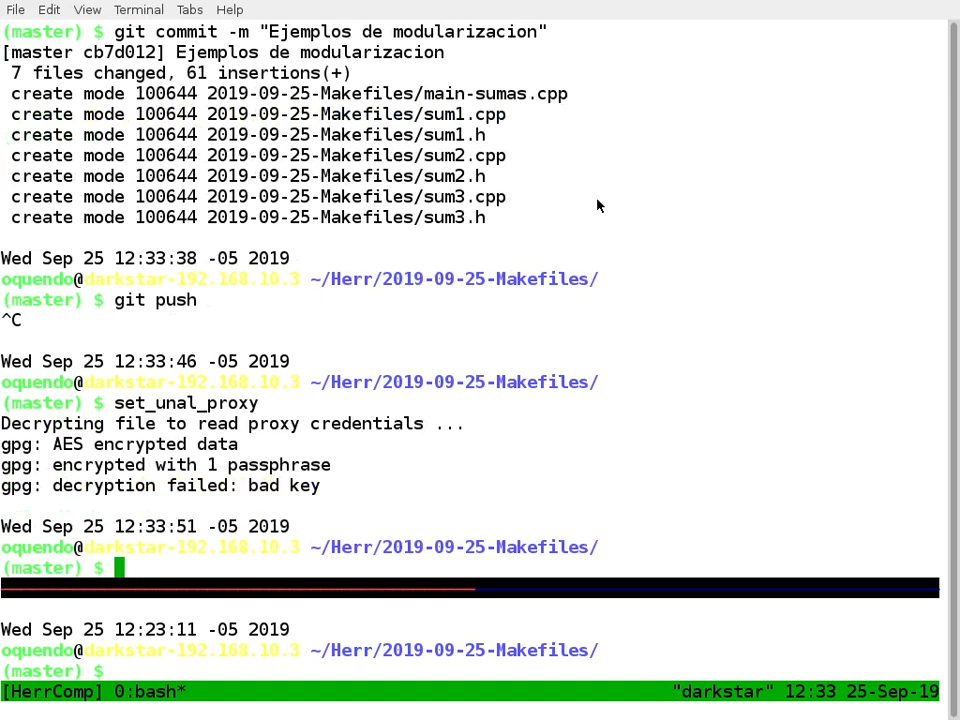 File Edit View Terminal Tabs Help
(master) $ git commit -m "Ejemplos de modularizacion"
[master cb7d012] Ejemplos de modularizacion
 7 files changed, 61 insertions(+)
 create mode 100644 2019-09-25-Makefiles/main-sumas.cpp
 create mode 100644 2019-09-25-Makefiles/sum1.cpp
 create mode 100644 2019-09-25-Makefiles/sum1.h
 create mode 100644 2019-09-25-Makefiles/sum2.cpp
 create mode 100644 2019-09-25-Makefiles/sum2.h
 create mode 100644 2019-09-25-Makefiles/sum3.cpp
 create mode 100644 2019-09-25-Makefiles/sum3.h
Wed Sep 25 12:33:38 -05 2019
oquendo@darkstar-192.168.10.3 ~/Herr/2019-09-25-Makefiles/
(master) $ git push
^C
Wed Sep 25 12:33:46 -05 2019
oquendo@darkstar-192.168.10.3 ~/Herr/2019-09-25-Makefiles/
(master) $ set_unal_proxy
Decrypting file to read proxy credentials ...
gpg: AES encrypted data
gpg: encrypted with 1 passphrase
gpg: decryption failed: bad key
Wed Sep 25 12:33:51 -05 2019
oquendo@darkstar-192.168.10.3 ~/Herr/2019-09-25-Makefiles/
(master) $
Wed Sep 25 12:23:11 -05 2019
oquendo@darkstar-192.168.10.3 ~/Herr/2019-09-25-Makefiles/
(master) $
[HerrComp] 0:bash* "darkstar" 12:33 25-Sep-19